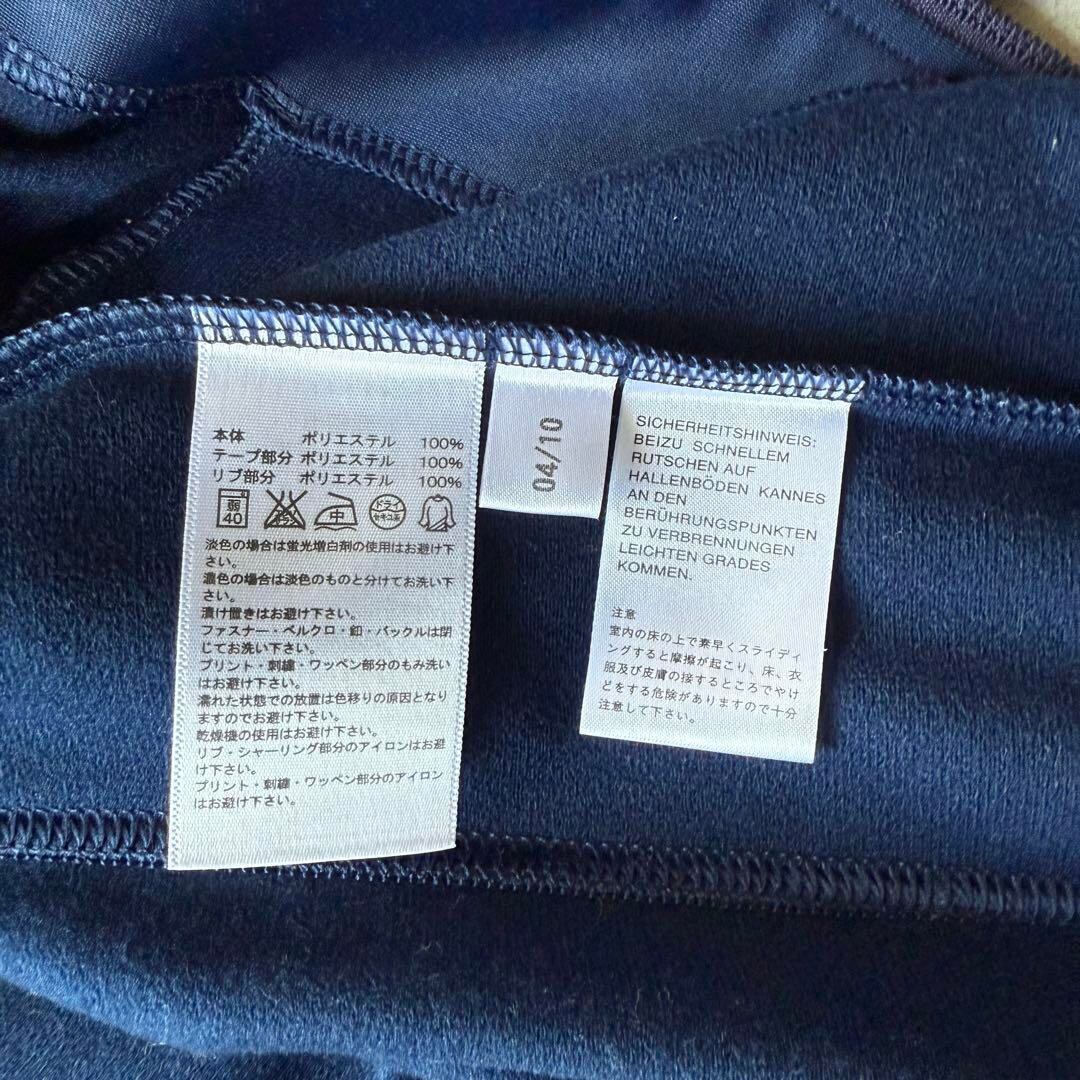 本体 ポリエステル 100%
テープ部分 ポリエステル 100%
リブ部分 ポリエステル 100%
弱 40 中 ドライ セキユ系
淡色の場合は蛍光増白剤の使用はお避け下
さい。
濃色の場合は淡色のものと分けてお洗い下
さい。
漬け置きはお避け下さい。
ファスナー・ベルクロ・釦・バックルは閉
じてお洗い下さい。
プリント・刺繍・ワッペン部分のもみ洗い
はお避け下さい。
濡れた状態での放置は色移りの原因となり
ますのでお避け下さい。
乾燥機の使用はお避け下さい。
リブ・シャーリング部分のアイロンはお避
け下さい。
プリント・刺繍・ワッペン部分のアイロン
はお避け下さい。
04/10
SICHERHEITSHINWEIS:
BEIZU SCHNELLEM
RUTSCHEN AUF
HALLENBÖDEN KANNES
AN DEN
BERÜHRUNGSPUNKTEN
ZU VERBRENNUNGEN
LEICHTEN GRADES
KOMMEN.
注意
室内の床の上で素早くスライディ
ングすると摩擦が起こり、床、衣
服及び皮膚の接するところでやけ
どをする危険がありますので十分
注意して下さい。